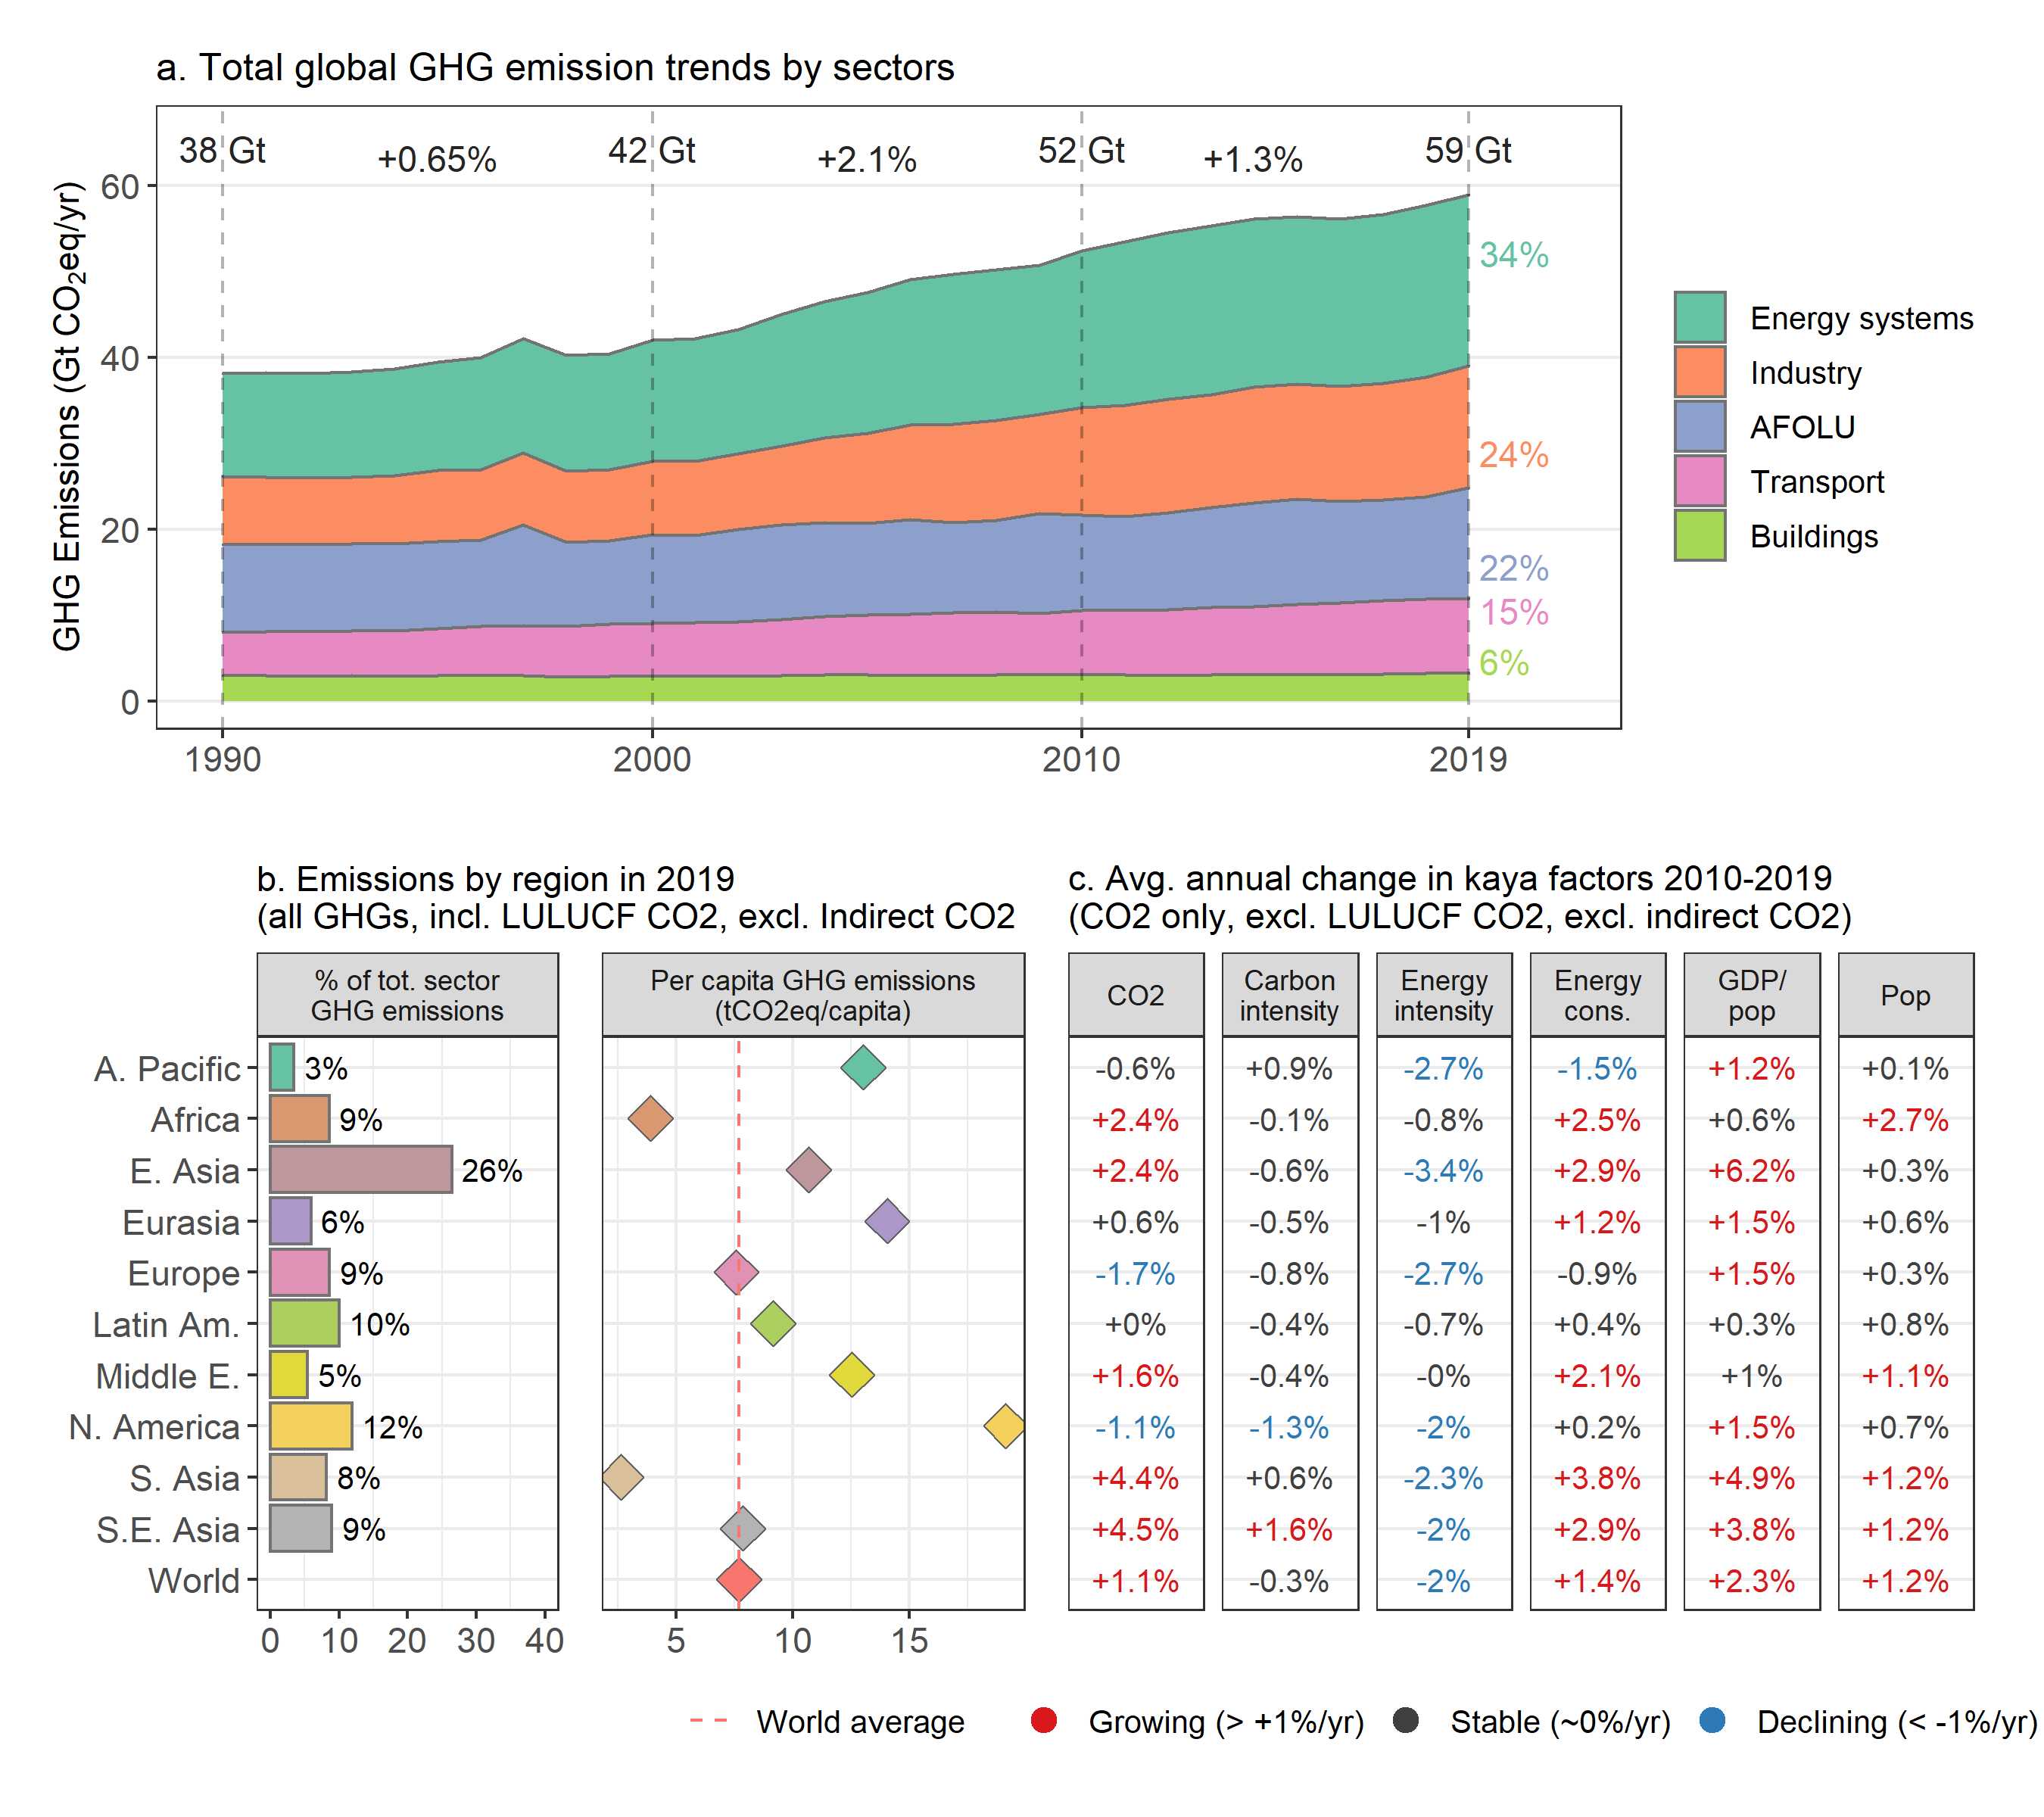 a. Total global GHG emission trends by sectors
38 Gt +0.65% 42 Gt +2.1% 52 Gt +1.3% 59 Gt
GHG Emissions (Gt CO₂eq/yr)
60
40
20
0
34%
24%
22%
15%
6%
1990 2000 2010 2019
Energy systems
Industry
AFOLU
Transport
Buildings
b. Emissions by region in 2019
(all GHGs, incl. LULUCF CO2, excl. Indirect CO2
c. Avg. annual change in kaya factors 2010-2019
(CO2 only, excl. LULUCF CO2, excl. indirect CO2)
% of tot. sector
GHG emissions
Per capita GHG emissions
(tCO2eq/capita)
CO2
Carbon
intensity
Energy
intensity
Energy
cons.
GDP/
pop
Pop
A. Pacific 3% -0.6% +0.9% -2.7% -1.5% +1.2% +0.1%
Africa 9% +2.4% -0.1% -0.8% +2.5% +0.6% +2.7%
E. Asia 26% +2.4% -0.6% -3.4% +2.9% +6.2% +0.3%
Eurasia 6% +0.6% -0.5% -1% +1.2% +1.5% +0.6%
Europe 9% -1.7% -0.8% -2.7% -0.9% +1.5% +0.3%
Latin Am. 10% +0% -0.4% -0.7% +0.4% +0.3% +0.8%
Middle E. 5% +1.6% -0.4% -0% +2.1% +1% +1.1%
N. America 12% -1.1% -1.3% -2% +0.2% +1.5% +0.7%
S. Asia 8% +4.4% +0.6% -2.3% +3.8% +4.9% +1.2%
S.E. Asia 9% +4.5% +1.6% -2% +2.9% +3.8% +1.2%
World +1.1% -0.3% -2% +1.4% +2.3% +1.2%
0 10 20 30 40 5 10 15
World average Growing (> +1%/yr) Stable (~0%/yr) Declining (< -1%/yr)